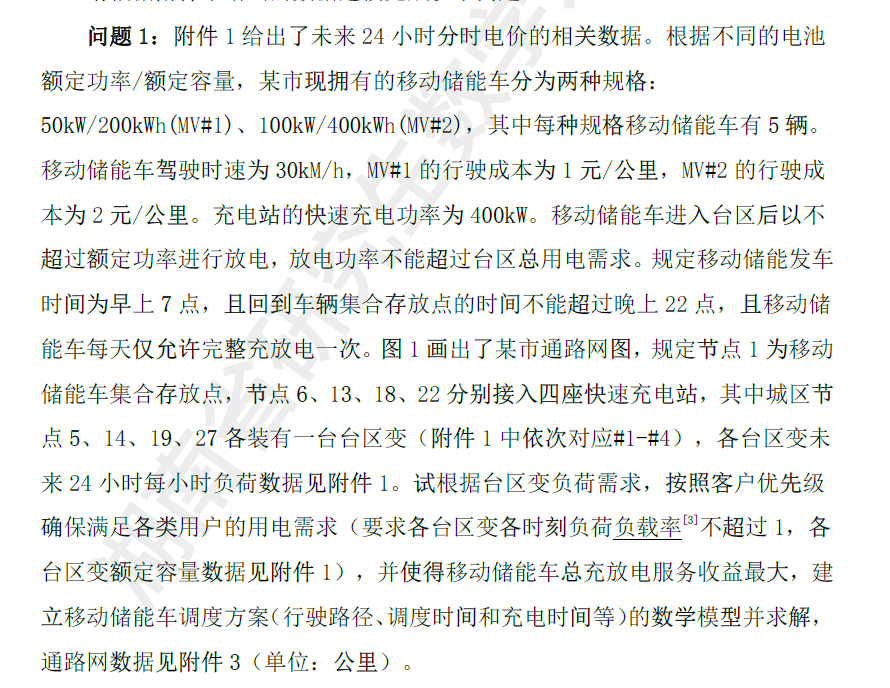 问题 1：附件 1 给出了未来 24 小时分时电价的相关数据。根据不同的电池
额定功率/额定容量，某市现拥有的移动储能车分为两种规格：
50kW/200kWh(MV#1)、100kW/400kWh(MV#2)，其中每种规格移动储能车有 5 辆。
移动储能车驾驶时速为 30kM/h，MV#1 的行驶成本为 1 元/公里，MV#2 的行驶成
本为 2 元/公里。充电站的快速充电功率为 400kW。移动储能车进入台区后以不
超过额定功率进行放电，放电功率不能超过台区总用电需求。规定移动储能发车
时间为早上 7 点，且回到车辆集合存放点的时间不能超过晚上 22 点，且移动储
能车每天仅允许完整充放电一次。图 1 画出了某市通路网图，规定节点 1 为移动
储能车集合存放点，节点 6、13、18、22 分别接入四座快速充电站，其中城区节
点 5、14、19、27 各装有一台台区变（附件 1 中依次对应#1-#4），各台区变未
来 24 小时每小时负荷数据见附件 1。试根据台区变负荷需求，按照客户优先级
确保满足各类用户的用电需求（要求各台区变各时刻负荷负载率[3]不超过 1，各
台区变额定容量数据见附件 1），并使得移动储能车总充放电服务收益最大，建
立移动储能车调度方案（行驶路径、调度时间和充电时间等）的数学模型并求解，
通路网数据见附件 3（单位：公里）。
湖南省研究生数学